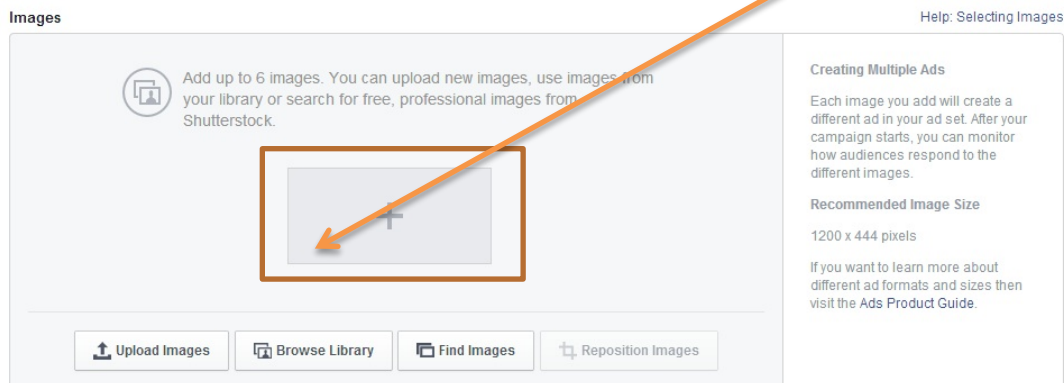 Images
Help: Selecting Images
Add up to 6 images. You can upload new images, use images from
your library or search for free, professional images from
Shutterstock.
Upload Images
Browse Library
Find Images
Reposition Images
Creating Multiple Ads
Each image you add will create a
different ad in your ad set. After your
campaign starts, you can monitor
how audiences respond to the
different images.
Recommended Image Size
1200 x 444 pixels
If you want to learn more about
different ad formats and sizes then
visit the Ads Product Guide.